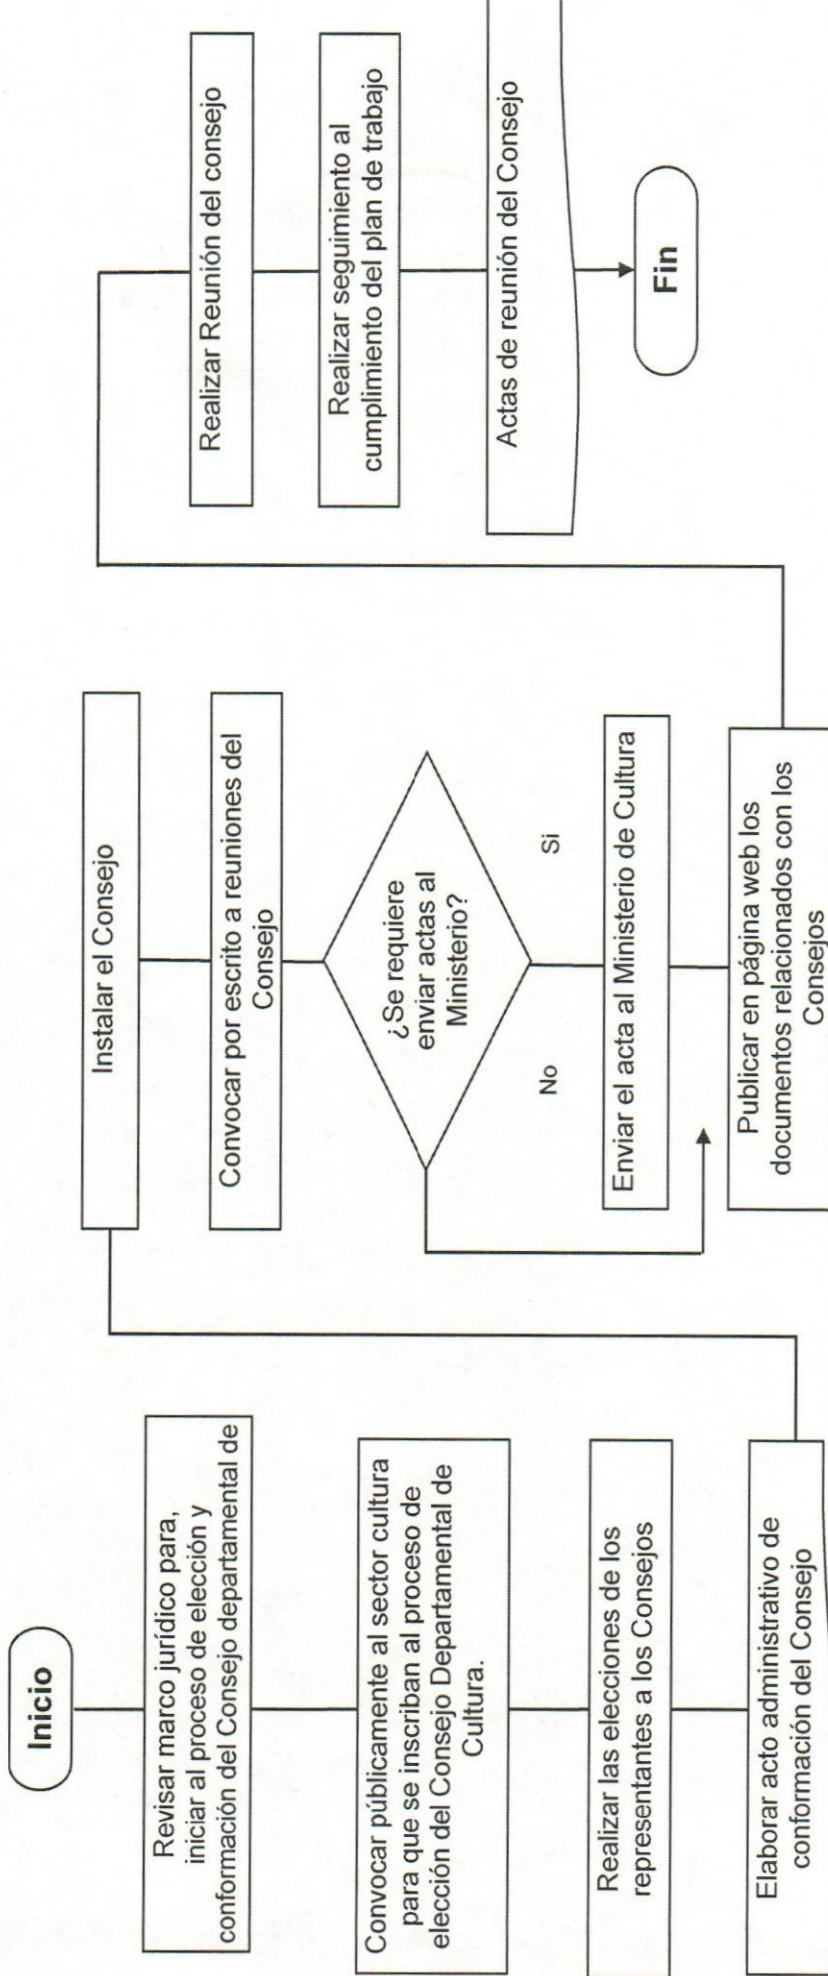 Inicio
Revisar marco jurídico para,
iniciar al proceso de elección y
conformación del Consejo departamental de
Convocar públicamente al sector cultura
para que se inscriban al proceso de
elección del Consejo Departamental de
Cultura.
Realizar las elecciones de los
representantes a los Consejos
Elaborar acto administrativo de
conformación del Consejo
Instalar el Consejo
Convocar por escrito a reuniones del
Consejo
¿Se requiere
enviar actas al
Ministerio?
No
Si
Enviar el acta al Ministerio de Cultura
Publicar en página web los
documentos relacionados con los
Consejos
Realizar Reunión del consejo
Realizar seguimiento al
cumplimiento del plan de trabajo
Actas de reunión del Consejo
Fin